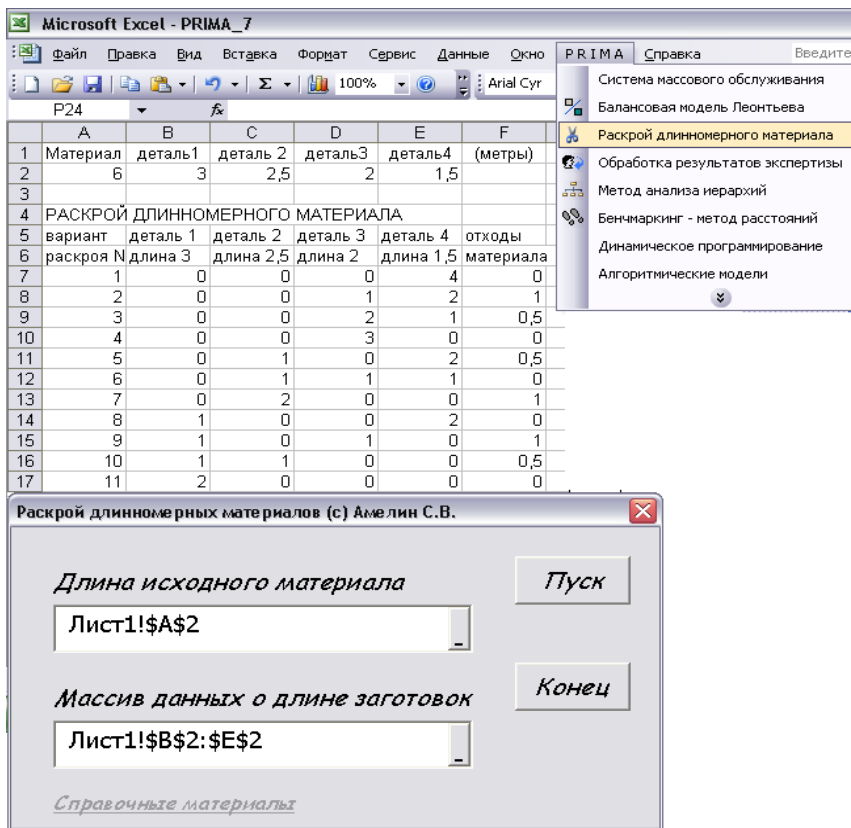 Microsoft Excel - PRIMA_7
Файл Правка Вид Вставка Формат Сервис Данные Окно PRIMA Справка Введите
100% Arial Cyr
P24 fx
A B C D E F
1 Материал деталь1 деталь 2 деталь3 деталь4 (метры)
2 6 3 2,5 2 1,5
3
4 РАСКРОЙ ДЛИННОМЕРНОГО МАТЕРИАЛА
5 вариант деталь 1 деталь 2 деталь 3 деталь 4 отходы
6 раскроя N длина 3 длина 2,5 длина 2 длина 1,5 материала
7 1 0 0 0 4 0
8 2 0 0 1 2 1
9 3 0 0 2 1 0,5
10 4 0 0 3 0 0
11 5 0 1 0 2 0,5
12 6 0 1 1 1 0
13 7 0 2 0 0 1
14 8 1 0 0 2 0
15 9 1 0 1 0 1
16 10 1 1 0 0 0,5
17 11 2 0 0 0 0
Система массового обслуживания
Балансовая модель Леонтьева
Раскрой длинномерного материала
Обработка результатов экспертизы
Метод анализа иерархий
Бенчмаркинг - метод расстояний
Динамическое программирование
Алгоритмические модели
Раскрой длинномерных материалов (c) Амелин С.В.
Длина исходного материала
Лист1!$A$2
Пуск
Массив данных о длине заготовок
Лист1!$B$2:$E$2
Конец
Справочные материалы